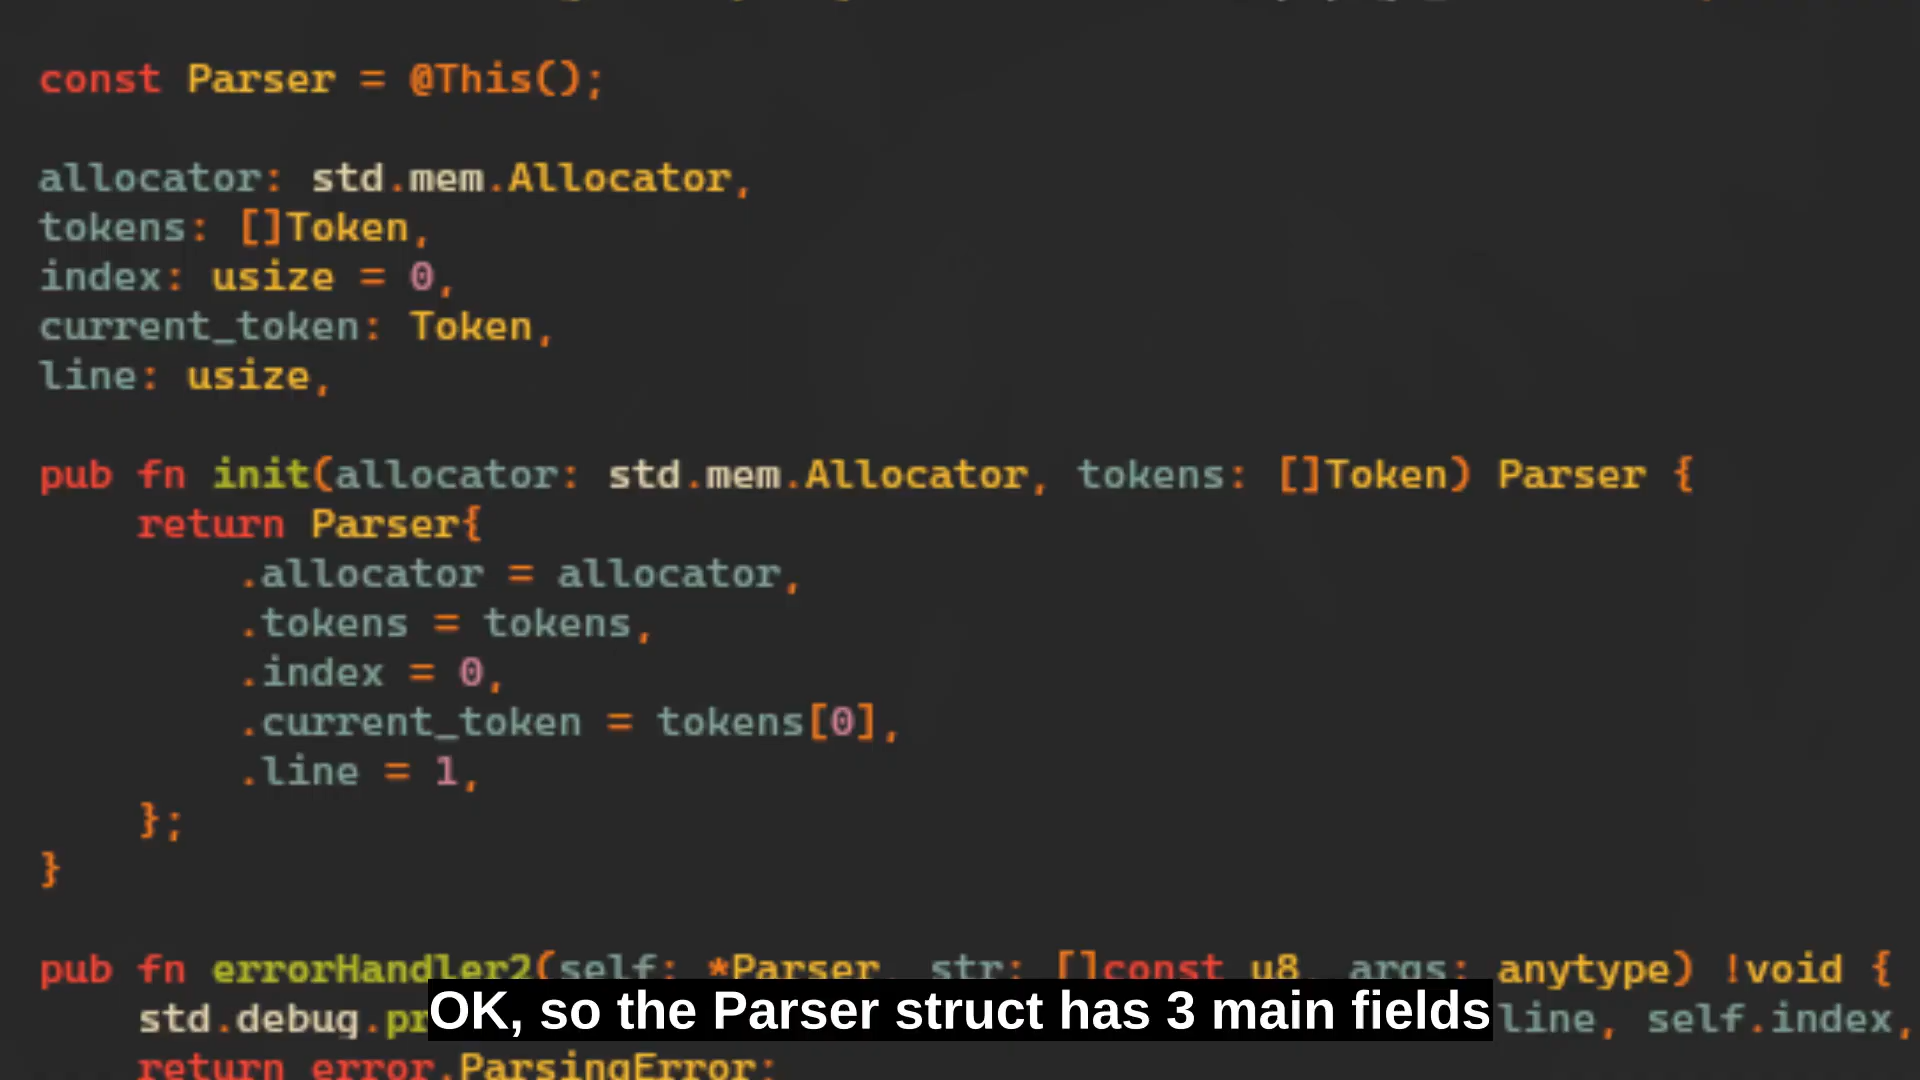 const Parser = @This();
allocator: std.mem.Allocator,
tokens: []Token,
index: usize = 0,
current_token: Token,
line: usize,
pub fn init(allocator: std.mem.Allocator, tokens: []Token) Parser {
    return Parser{
        .allocator = allocator,
        .tokens = tokens,
        .index = 0,
        .current_token = tokens[0],
        .line = 1,
    };
}
pub fn errorHandler2(self: *Parser, str: []const u8, args: anytype) !void {
    std.debug.pr line, self.index,
OK, so the Parser struct has 3 main fields
    return error.ParsingError;